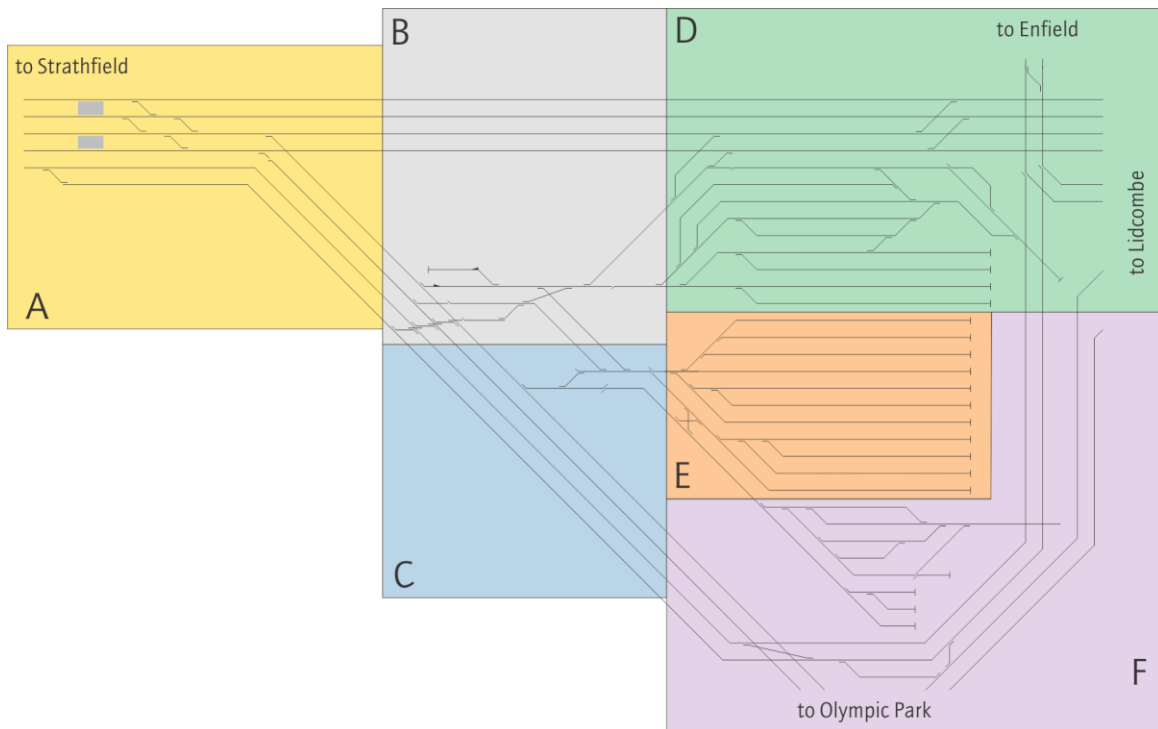 B
D
to Enfield
to Strathfield
to Lidcombe
A
E
C
F
to Olympic Park